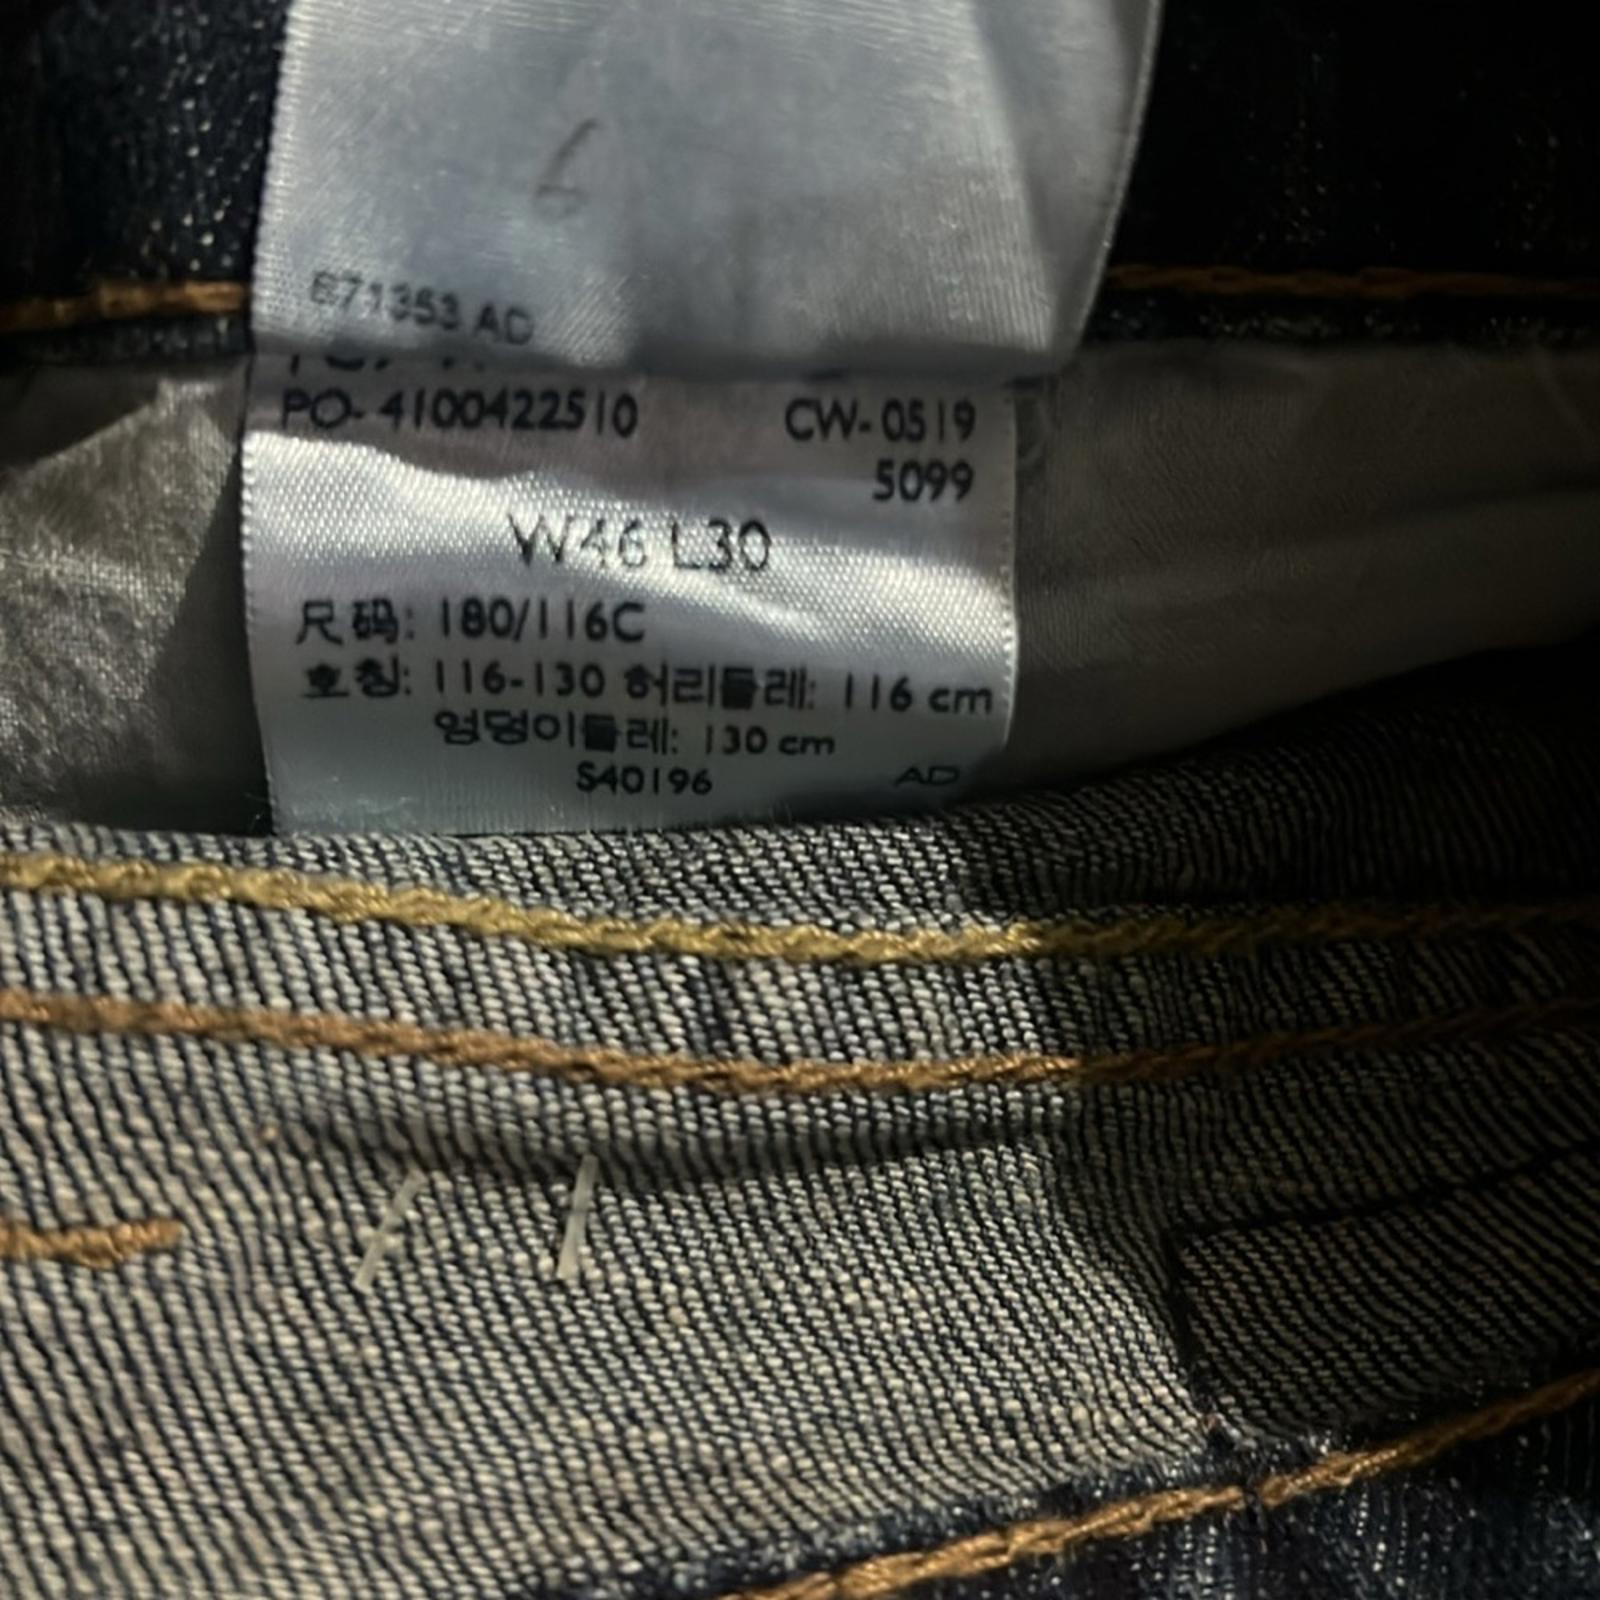 6
671353 AD
PO- 4100422510 CW- 0519
5099
W46 L30
尺码: 180/116C
호칭: 116-130 허리둘레: 116 cm
엉덩이둘레: 130 cm
S40196 AD